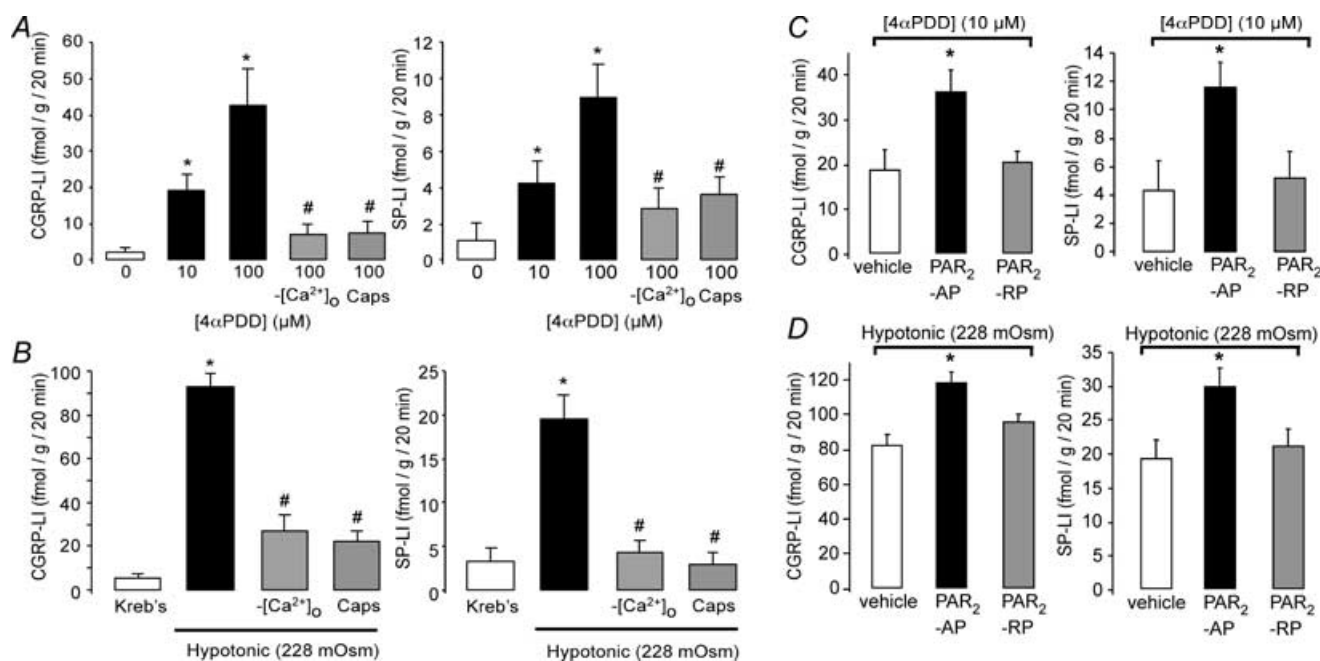 A
CGRP-LI (fmol / g / 20 min)
60
50
40
30
20
10
0
*
*
#
#
0 10 100 100 100
-[Ca²⁺]ₒ Caps
[4αPDD] (µM)
SP-LI (fmol / g / 20 min)
12
10
8
6
4
2
0
*
*
#
#
0 10 100 100 100
-[Ca²⁺]ₒ Caps
[4αPDD] (µM)
B
CGRP-LI (fmol / g / 20 min)
100
80
60
40
20
0
*
#
#
Kreb's -[Ca²⁺]ₒ Caps
Hypotonic (228 mOsm)
SP-LI (fmol / g / 20 min)
25
20
15
10
5
0
*
#
#
Kreb's -[Ca²⁺]ₒ Caps
Hypotonic (228 mOsm)
C
[4αPDD] (10 µM)
CGRP-LI (fmol / g / 20 min)
40
30
20
10
0
*
vehicle PAR₂ PAR₂
-AP -RP
[4αPDD] (10 µM)
SP-LI (fmol / g / 20 min)
14
12
10
8
6
4
2
0
*
vehicle PAR₂ PAR₂
-AP -RP
D
Hypotonic (228 mOsm)
CGRP-LI (fmol / g / 20 min)
120
100
80
60
40
20
0
*
vehicle PAR₂ PAR₂
-AP -RP
Hypotonic (228 mOsm)
SP-LI (fmol / g / 20 min)
35
30
25
20
15
10
5
0
*
vehicle PAR₂ PAR₂
-AP -RP